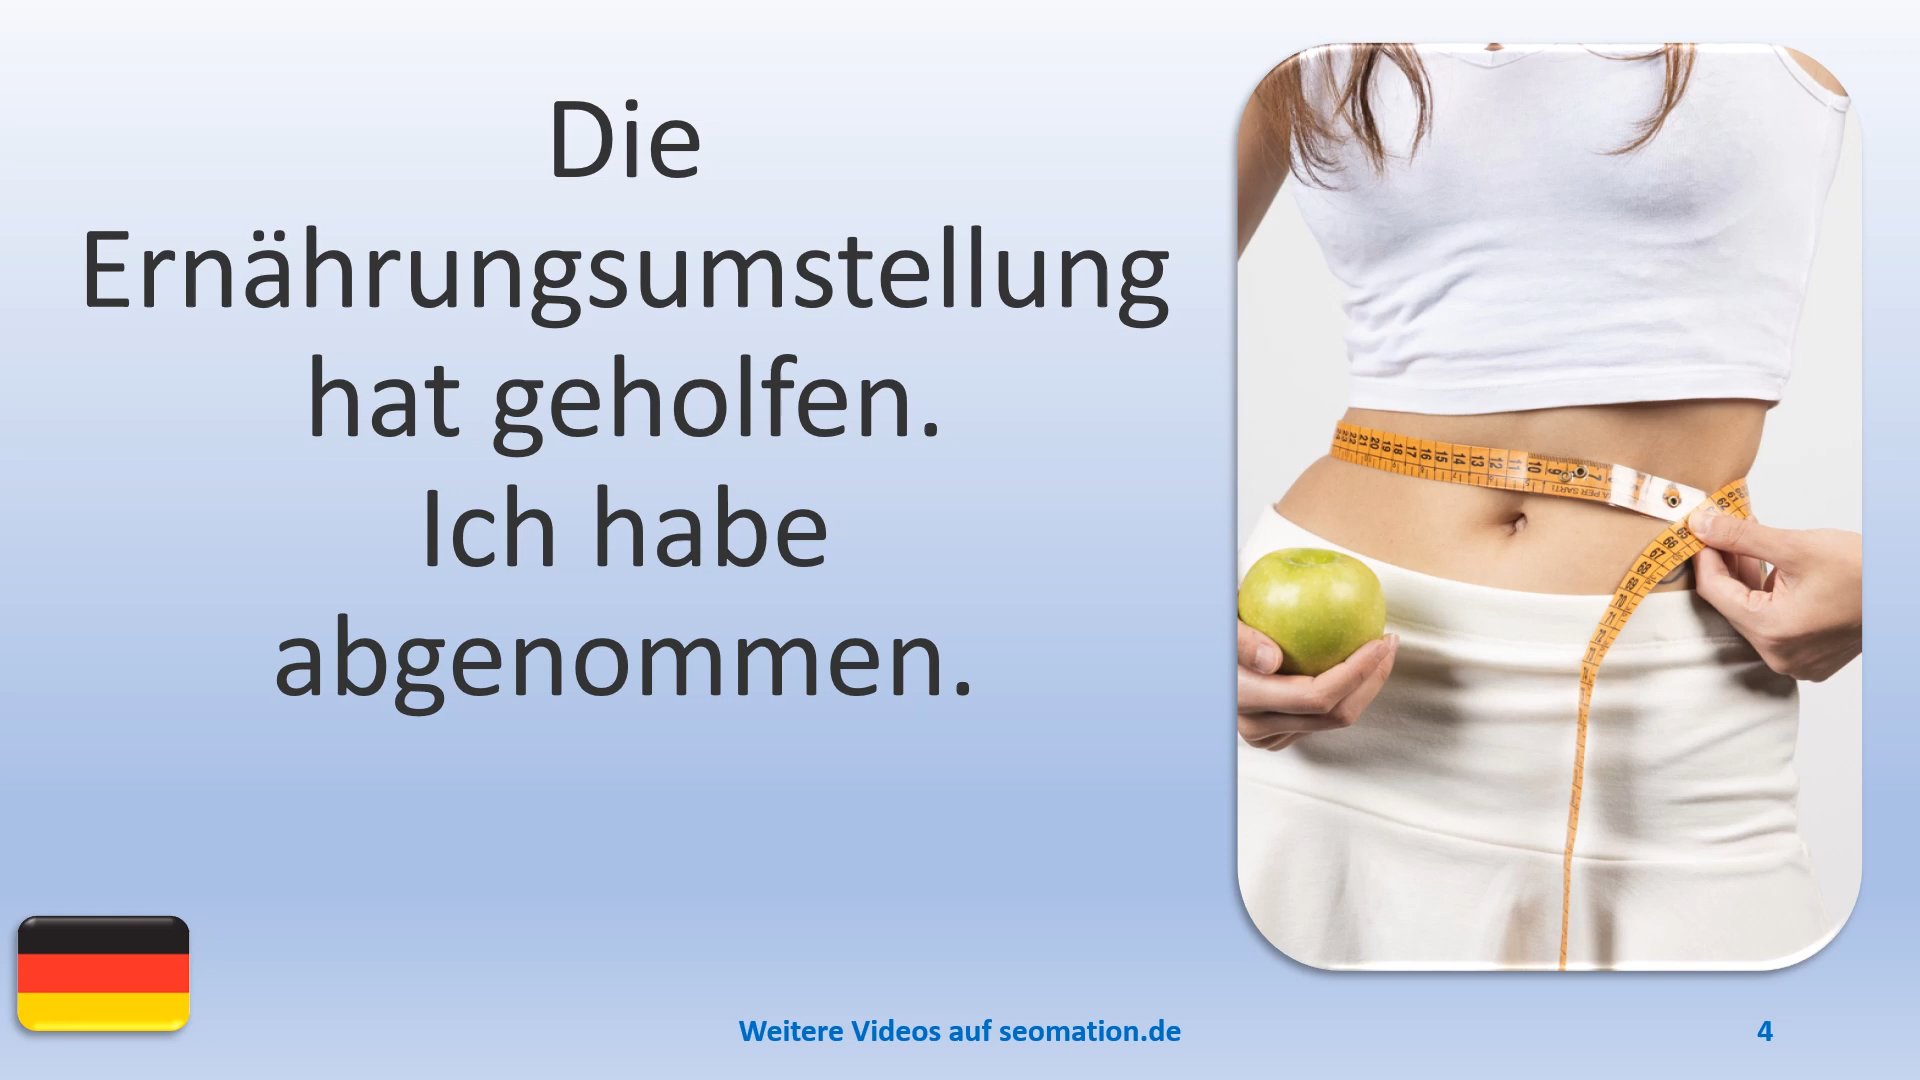 Die
Ernährungsumstellung
hat geholfen.
Ich habe
abgenommen.
Weitere Videos auf seomation.de
4